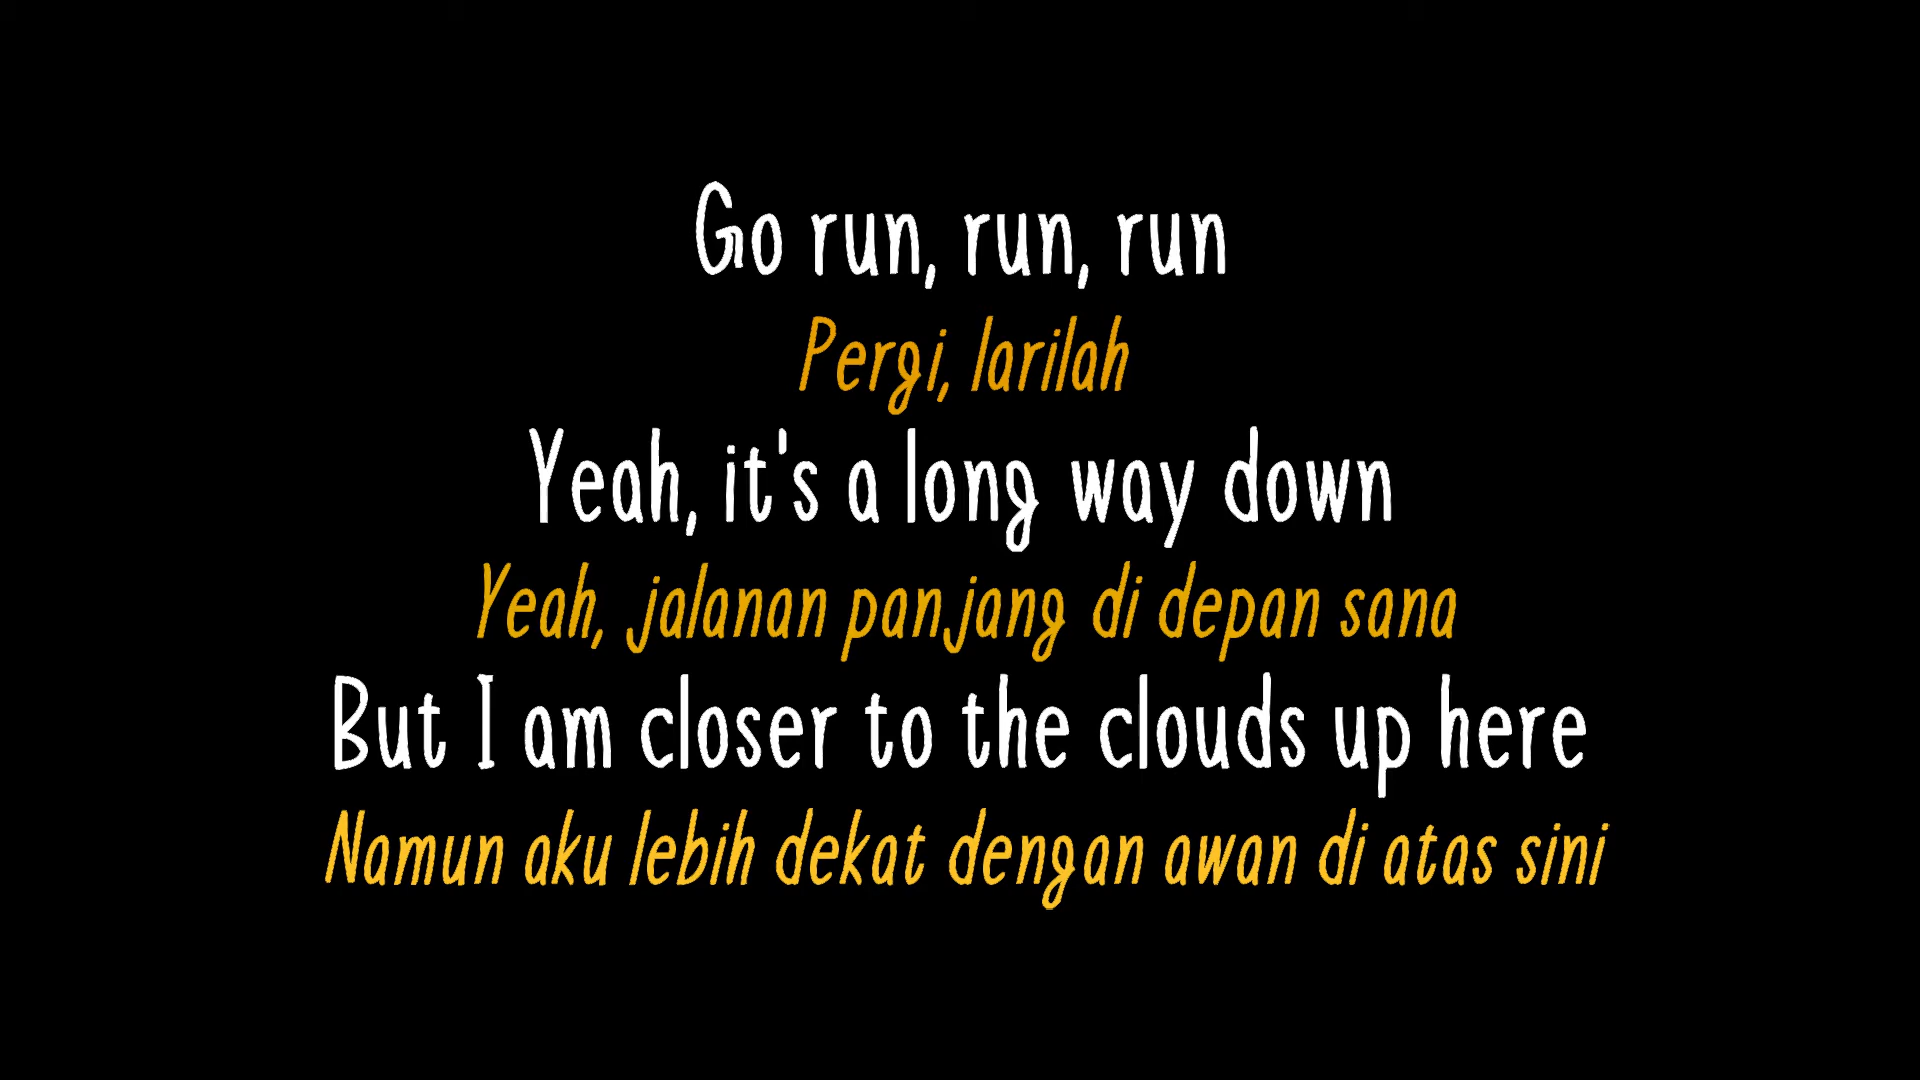 Go run, run, run
Pergi, larilah
Yeah, it's a long way down
Yeah, jalanan panjang di depan sana
But I am closer to the clouds up here
Namun aku lebih dekat dengan awan di atas sini